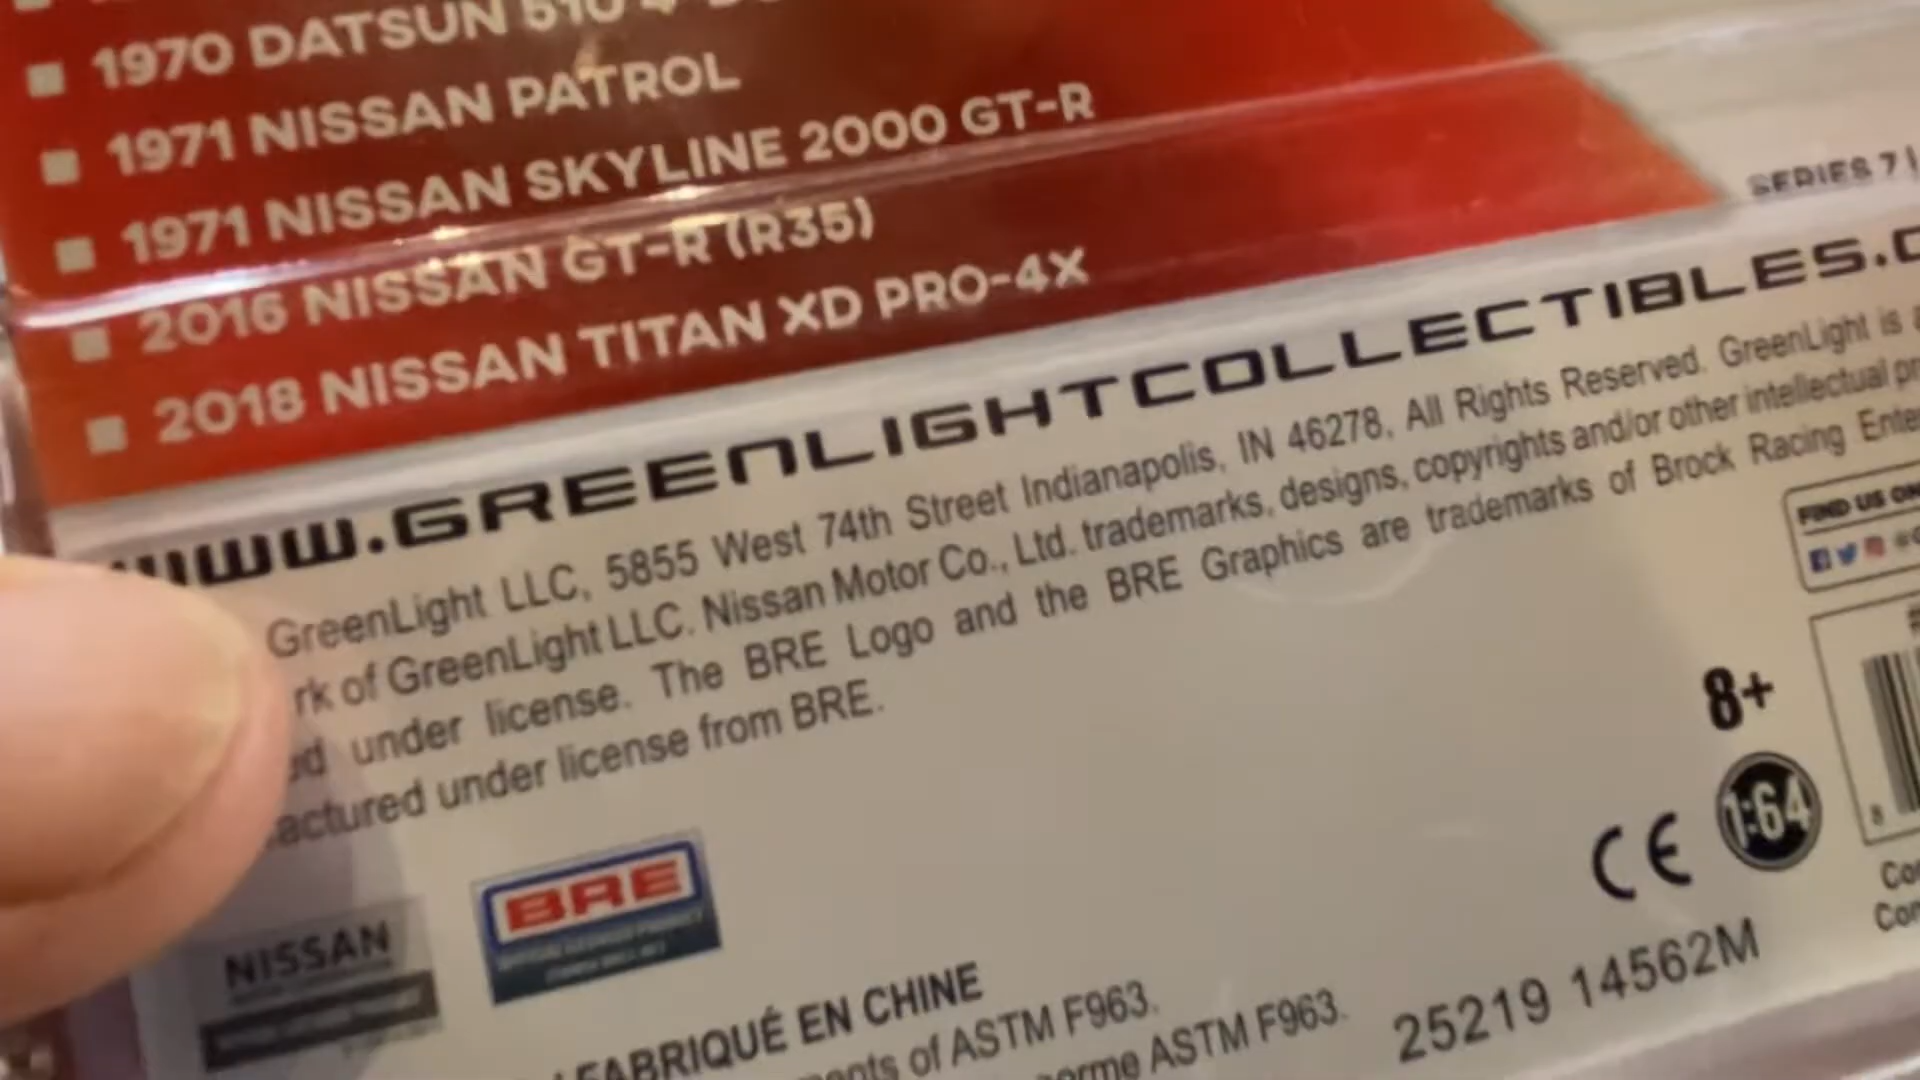 1970 DATSUN 510 4-D
1971 NISSAN PATROL
1971 NISSAN SKYLINE 2000 GT-R
2016 NISSAN GT-R (R35)
2018 NISSAN TITAN XD PRO-4X
SERIES 7 |
WWW.GREENLIGHTCOLLECTIBLES.C
GreenLight LLC, 5855 West 74th Street Indianapolis, IN 46278, All Rights Reserved. GreenLight is a
rk of GreenLight LLC. Nissan Motor Co., Ltd. trademarks, designs, copyrights and/or other intellectual pr
ed under license. The BRE Logo and the BRE Graphics are trademarks of Brock Racing Enter
actured under license from BRE.
FIND US ON
8+
1:64
CE
8
Con
Con
NISSAN
BRE
FABRIQUÉ EN CHINE
ents of ASTM F963.
orme ASTM F963.
25219 14562M